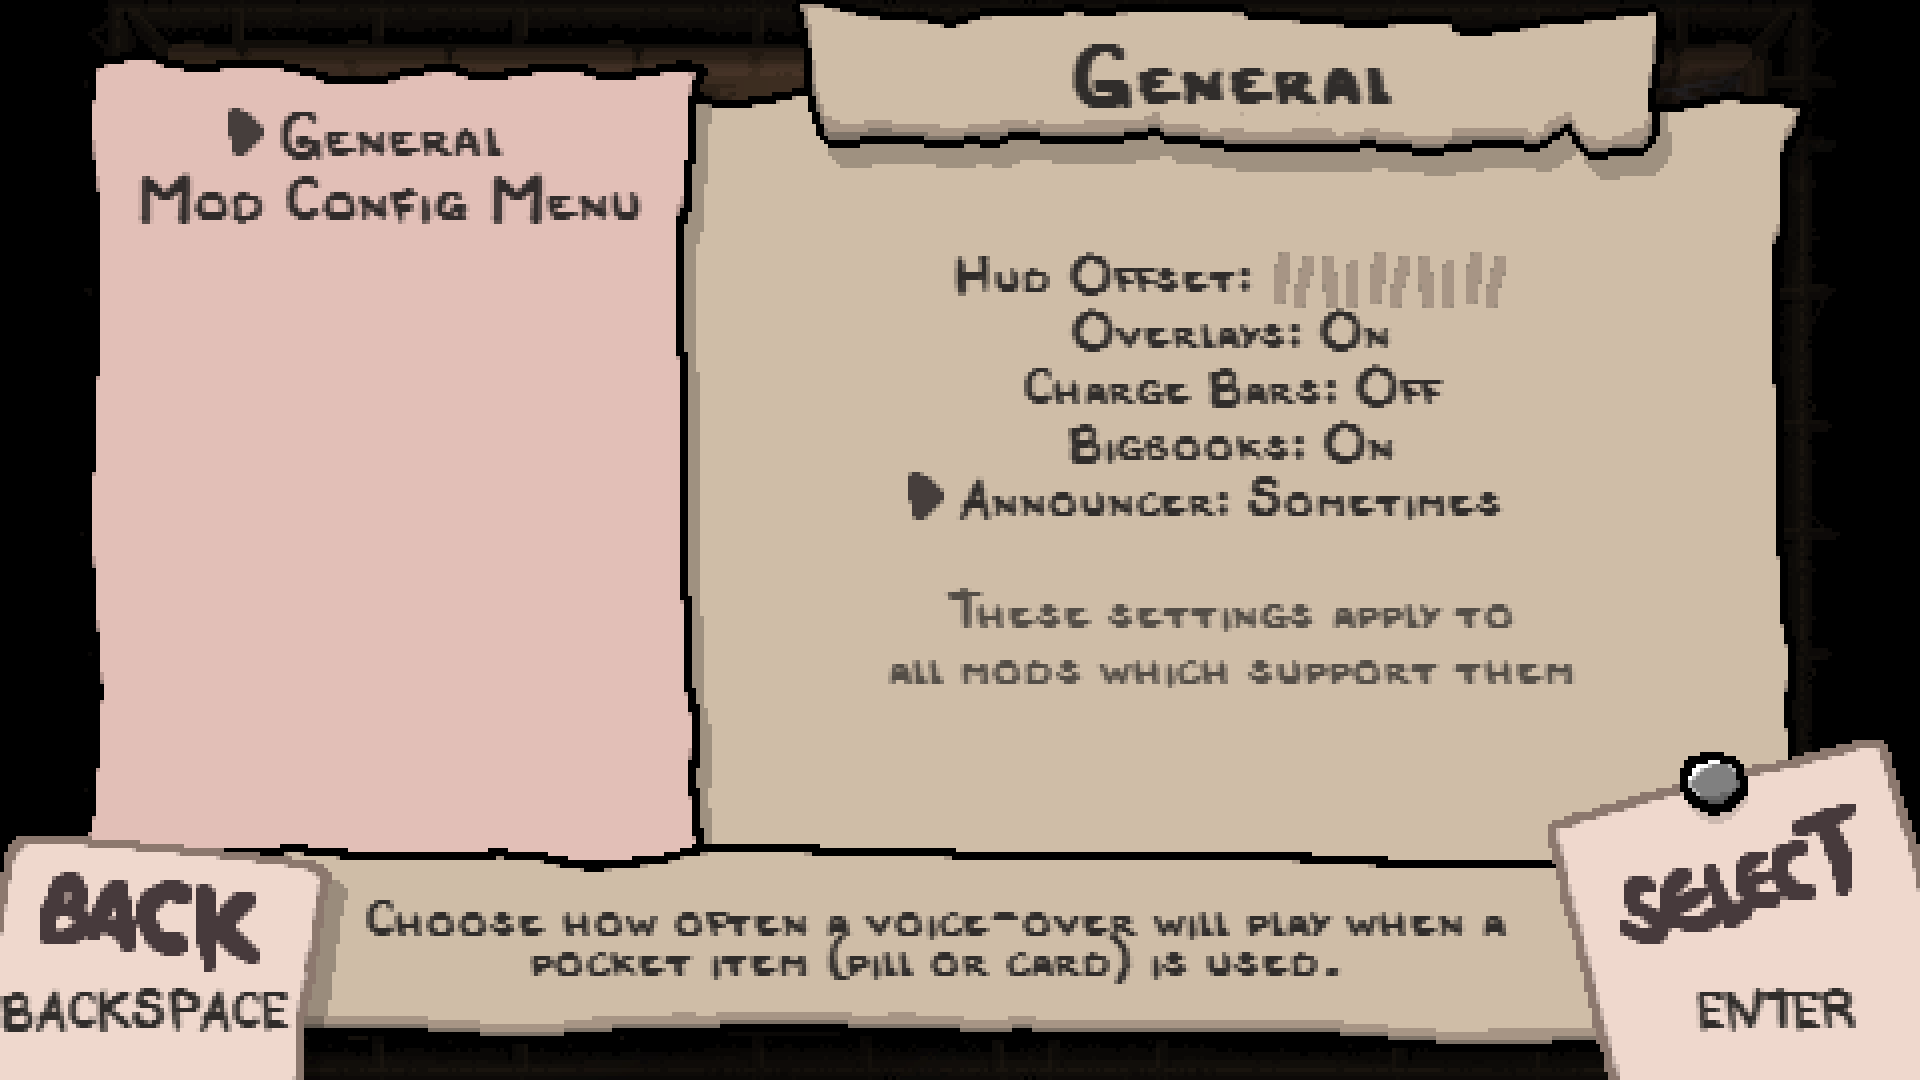 General
General
Mod Config Menu
Hud Offset:
Overlays: On
Charge Bars: Off
Bigbooks: On
Announcer: Sometimes
These settings apply to
all mods which support them
Choose how often a voice-over will play when a
pocket item (pill or card) is used.
BACK
BACKSPACE
SELECT
ENTER